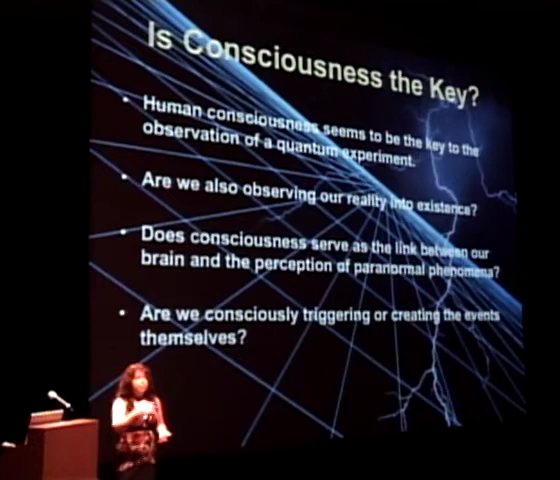 Is Consciousness the Key?
• Human consciousness seems to be the key to the
observation of a quantum experiment.
• Are we also observing our reality into existence?
• Does consciousness serve as the link between our
brain and the perception of paranormal phenomena?
• Are we consciously triggering or creating the events
themselves?